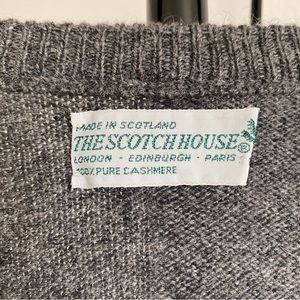 MADE IN SCOTLAND
THE SCOTCH HOUSE®
LONDON - EDINBURGH - PARIS
100% PURE CASHMERE